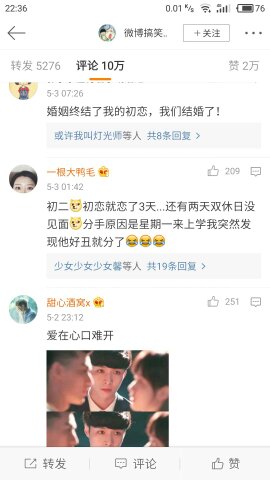 22:36
0.01 K/s 76
微博搞笑..
+关注
转发 5276 评论 10万 赞 2万
5-3 07:26
婚姻终结了我的初恋，我们结婚了！
或许我叫灯光师等人 共8条回复 >
一根大鸭毛 209
5-3 01:42
初二😿初恋就恋了3天...还有两天双休日没
见面😿分手原因是星期一来上学我突然发
现他好丑就分了😂😂😂
少女少女少女馨等人 共19条回复 >
甜心酒窝x 251
5-2 23:12
爱在心口难开
转发 评论 赞